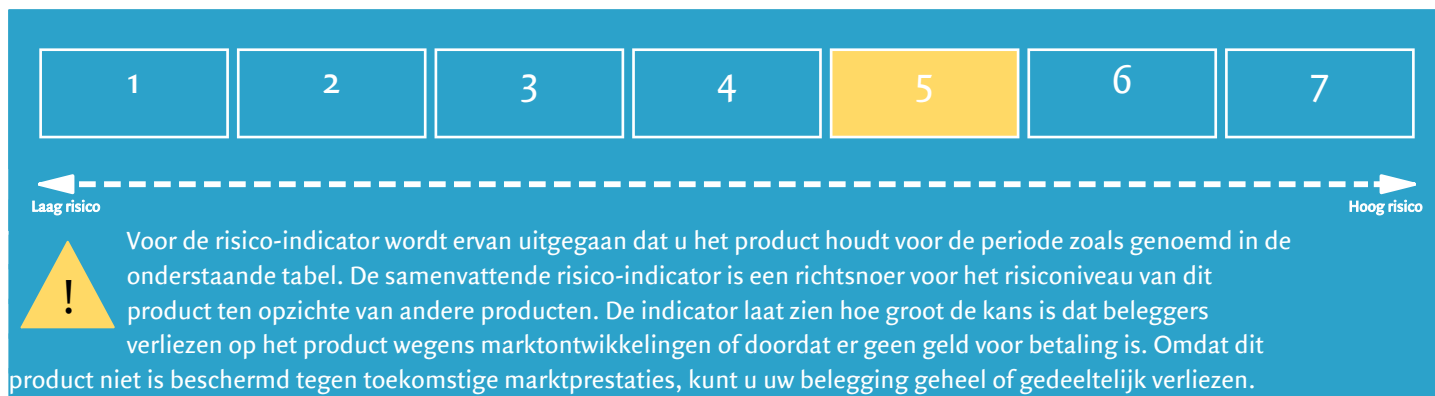 1 2 3 4 5 6 7
Laag risico Hoog risico
Voor de risico-indicator wordt ervan uitgegaan dat u het product houdt voor de periode zoals genoemd in de
onderstaande tabel. De samenvattende risico-indicator is een richtsnoer voor het risiconiveau van dit
! product ten opzichte van andere producten. De indicator laat zien hoe groot de kans is dat beleggers
verliezen op het product wegens marktontwikkelingen of doordat er geen geld voor betaling is. Omdat dit
product niet is beschermd tegen toekomstige marktprestaties, kunt u uw belegging geheel of gedeeltelijk verliezen.